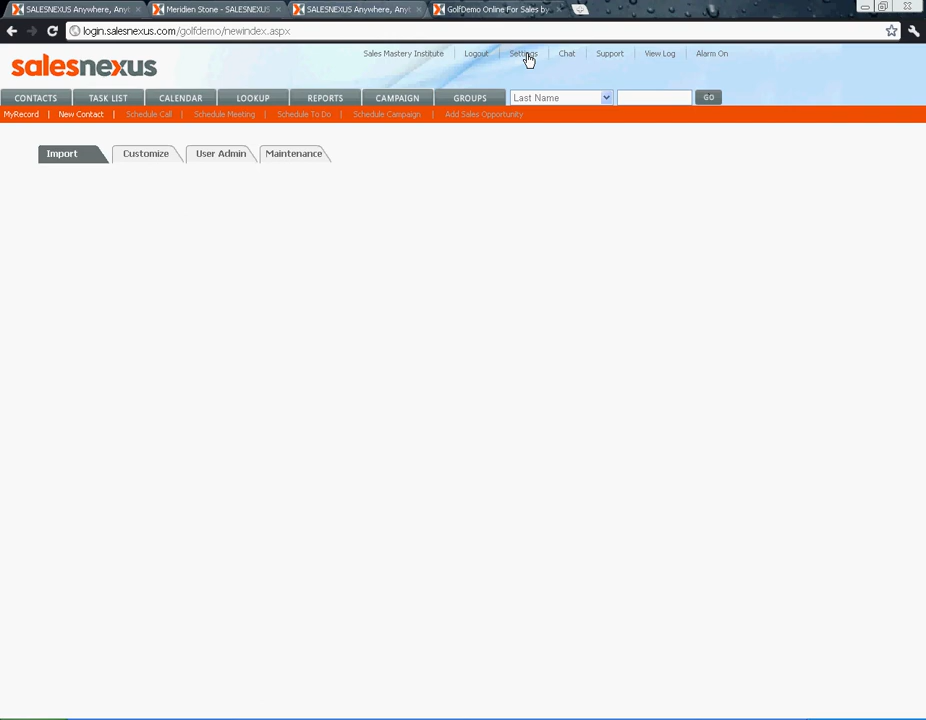 SALESNEXUS Anywhere, Any
Meridien Stone - SALESNEXUS
SALESNEXUS Anywhere, Any
GolfDemo Online For Sales by
login.salesnexus.com/golfdemo/newindex.aspx
Sales Mastery Institute | Logout | Settings | Chat | Support | View Log | Alarm On
salesnexus
CONTACTS TASK LIST CALENDAR LOOKUP REPORTS CAMPAIGN GROUPS Last Name GO
MyRecord | New Contact | Schedule Call | Schedule Meeting | Schedule To Do | Schedule Campaign | Add Sales Opportunity
Import Customize User Admin Maintenance